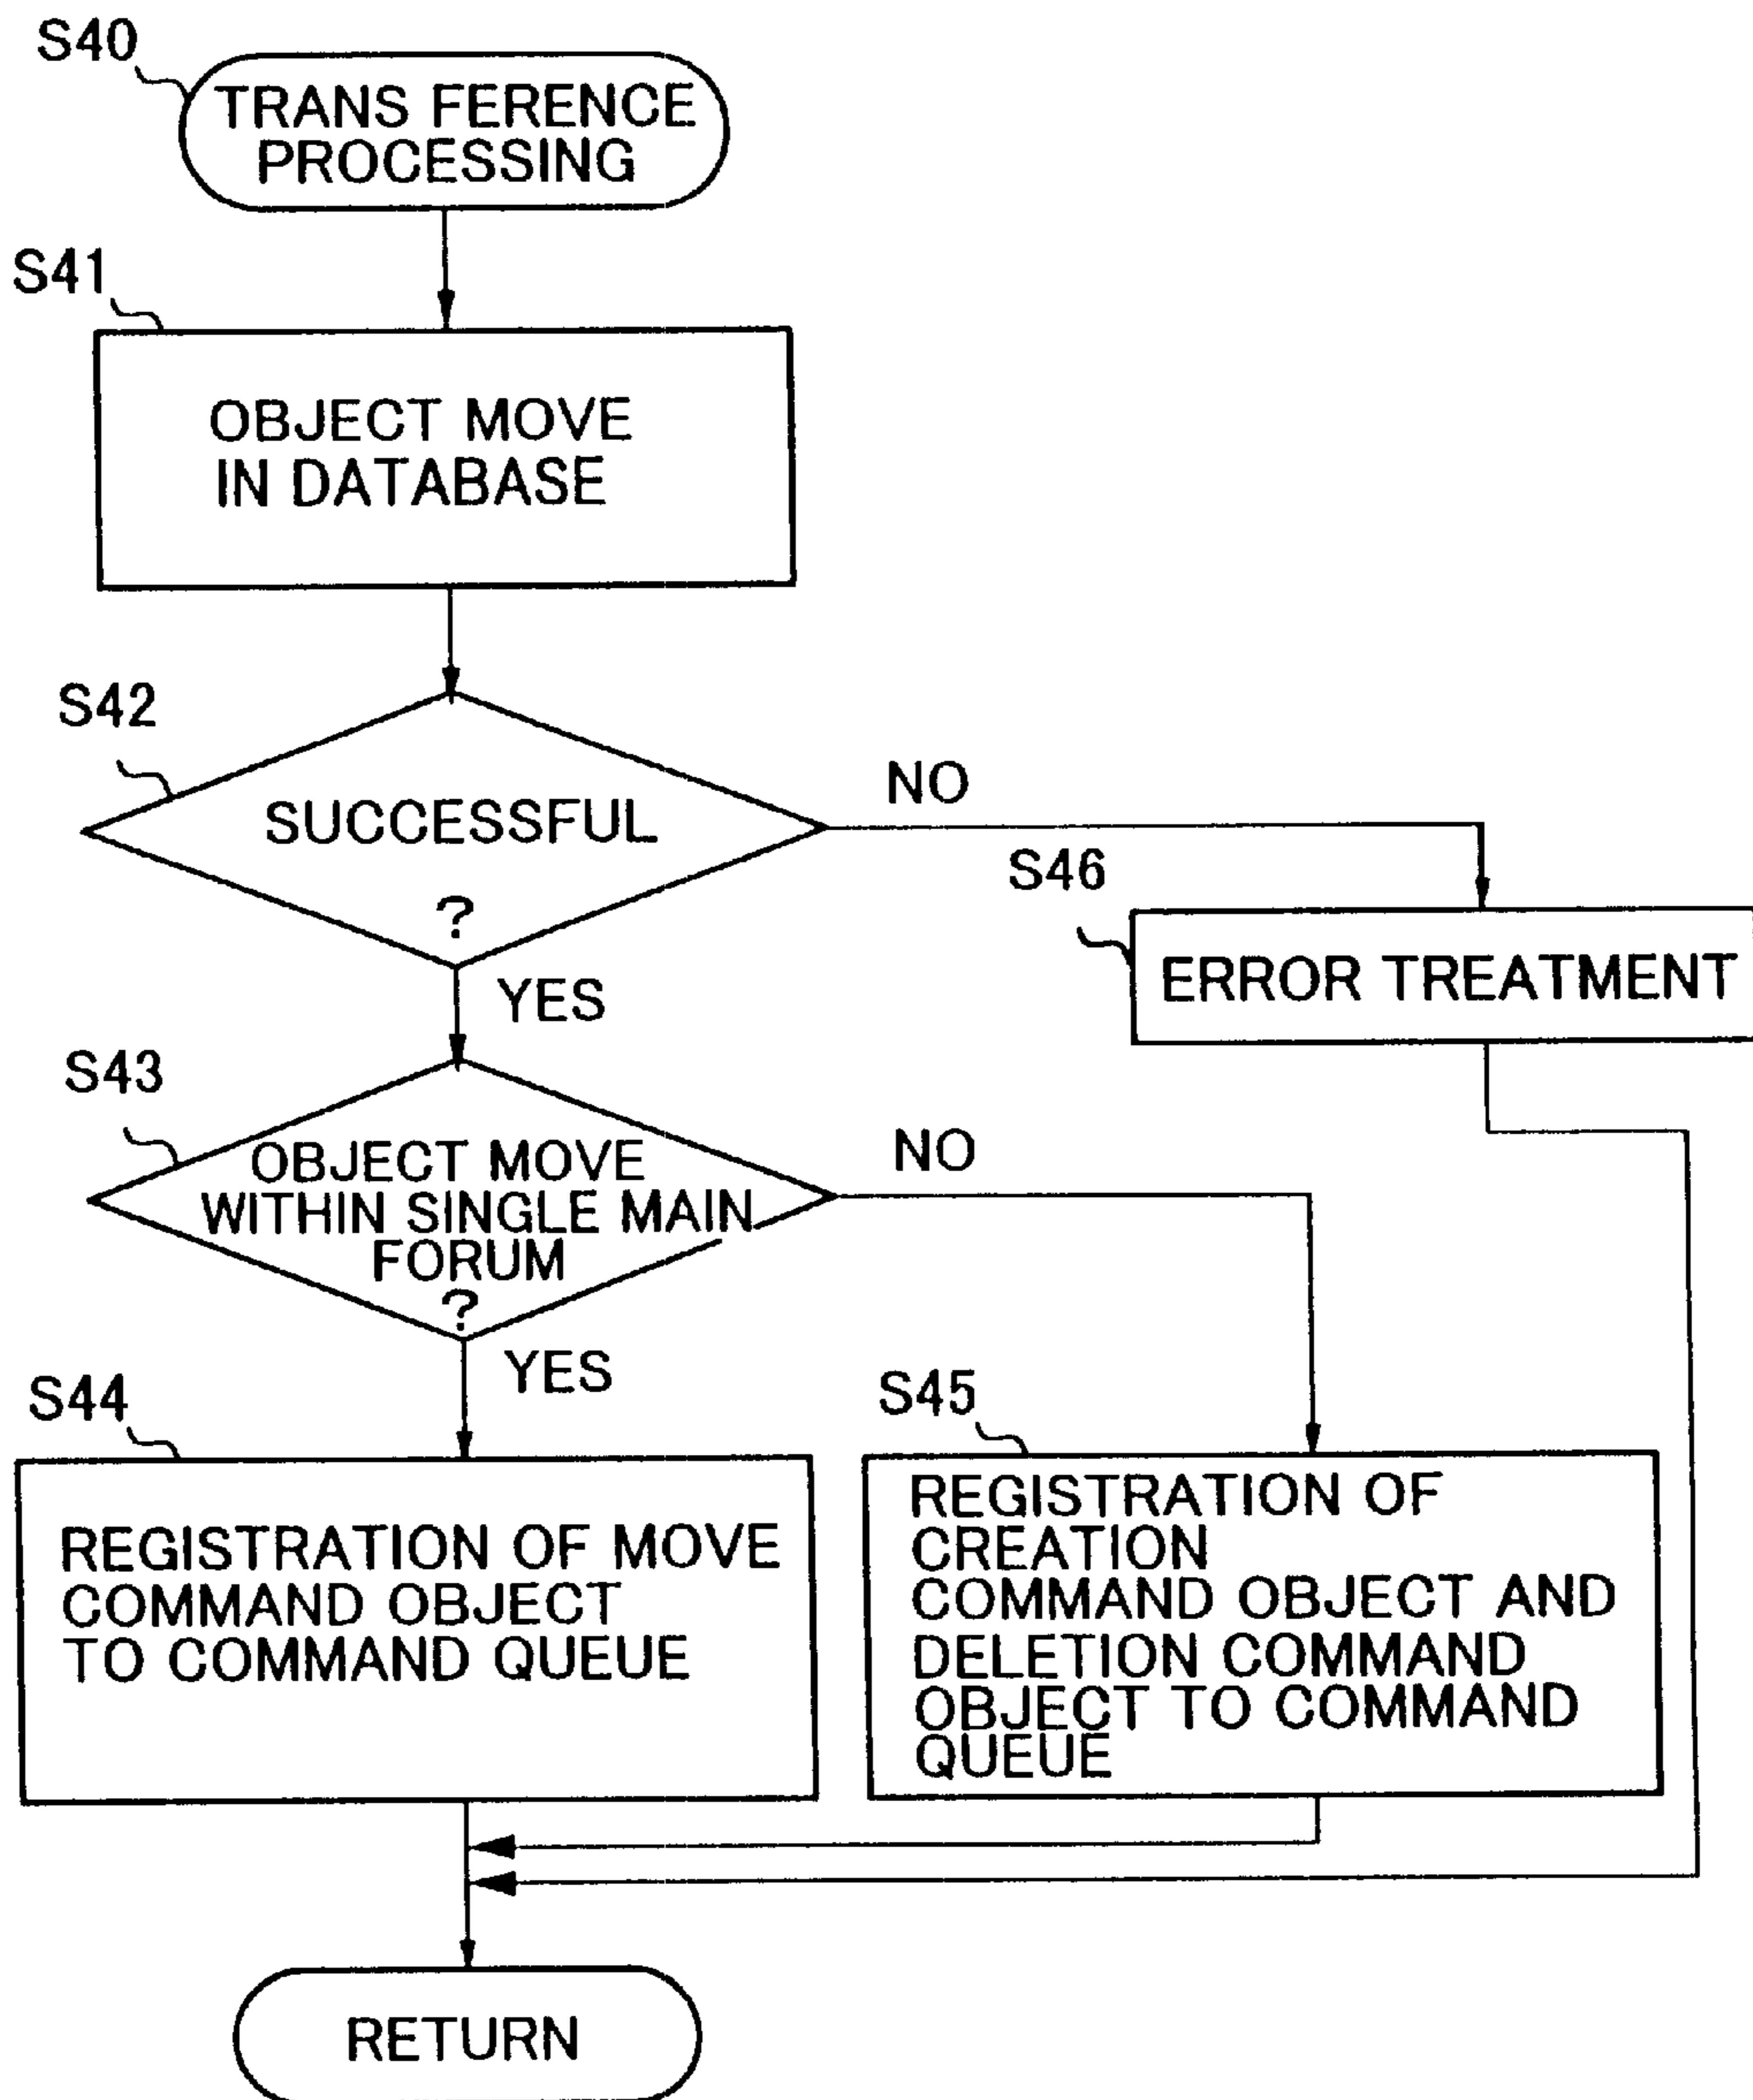 S40
TRANS FERENCE
PROCESSING
S41
OBJECT MOVE
IN DATABASE
S42
SUCCESSFUL
?
NO
YES
S46
ERROR TREATMENT
S43
OBJECT MOVE
WITHIN SINGLE MAIN
FORUM
?
NO
YES
S44
REGISTRATION OF MOVE
COMMAND OBJECT
TO COMMAND QUEUE
S45
REGISTRATION OF
CREATION
COMMAND OBJECT AND
DELETION COMMAND
OBJECT TO COMMAND
QUEUE
RETURN